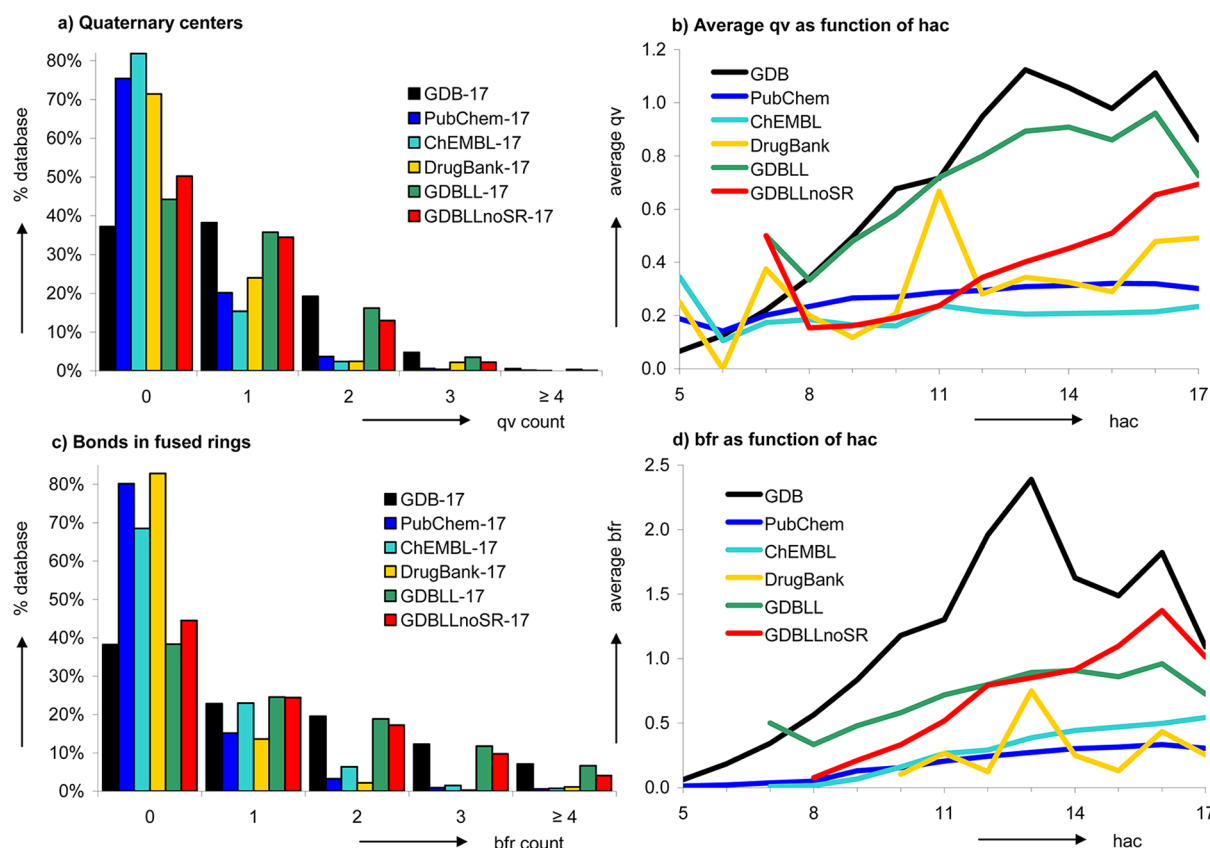 a) Quaternary centers
% database
80%
70%
60%
50%
40%
30%
20%
10%
0%
GDB-17
PubChem-17
ChEMBL-17
DrugBank-17
GDBLL-17
GDBLLnoSR-17
0 1 2 3 ≥ 4
qv count
b) Average qv as function of hac
average qv
1.2
1.0
0.8
0.6
0.4
0.2
0.0
GDB
PubChem
ChEMBL
DrugBank
GDBLL
GDBLLnoSR
5 8 11 14 17
hac
c) Bonds in fused rings
% database
80%
70%
60%
50%
40%
30%
20%
10%
0%
GDB-17
PubChem-17
ChEMBL-17
DrugBank-17
GDBLL-17
GDBLLnoSR-17
0 1 2 3 ≥ 4
bfr count
d) bfr as function of hac
average bfr
2.5
2.0
1.5
1.0
0.5
0.0
GDB
PubChem
ChEMBL
DrugBank
GDBLL
GDBLLnoSR
5 8 11 14 17
hac